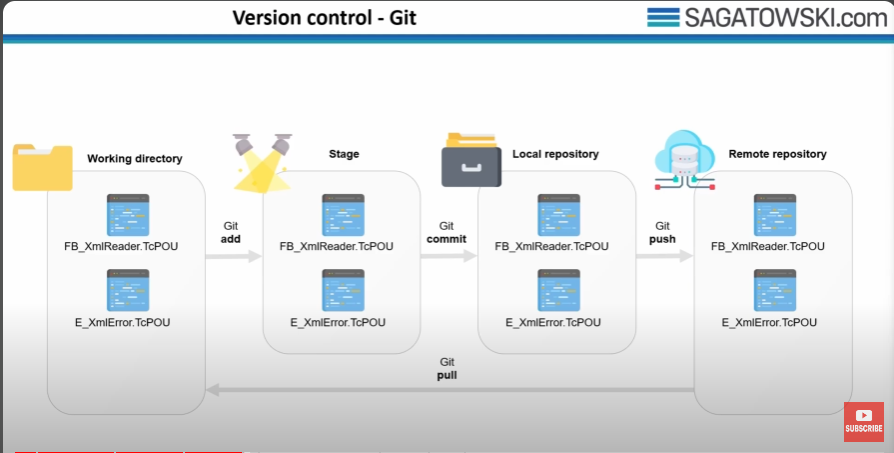 Version control - Git
SAGATOWSKI.com
Working directory
Stage
Local repository
Remote repository
FB_XmlReader.TcPOU
E_XmlError.TcPOU
Git
add
FB_XmlReader.TcPOU
E_XmlError.TcPOU
Git
commit
FB_XmlReader.TcPOU
E_XmlError.TcPOU
Git
push
FB_XmlReader.TcPOU
E_XmlError.TcPOU
Git
pull
SUBSCRIBE